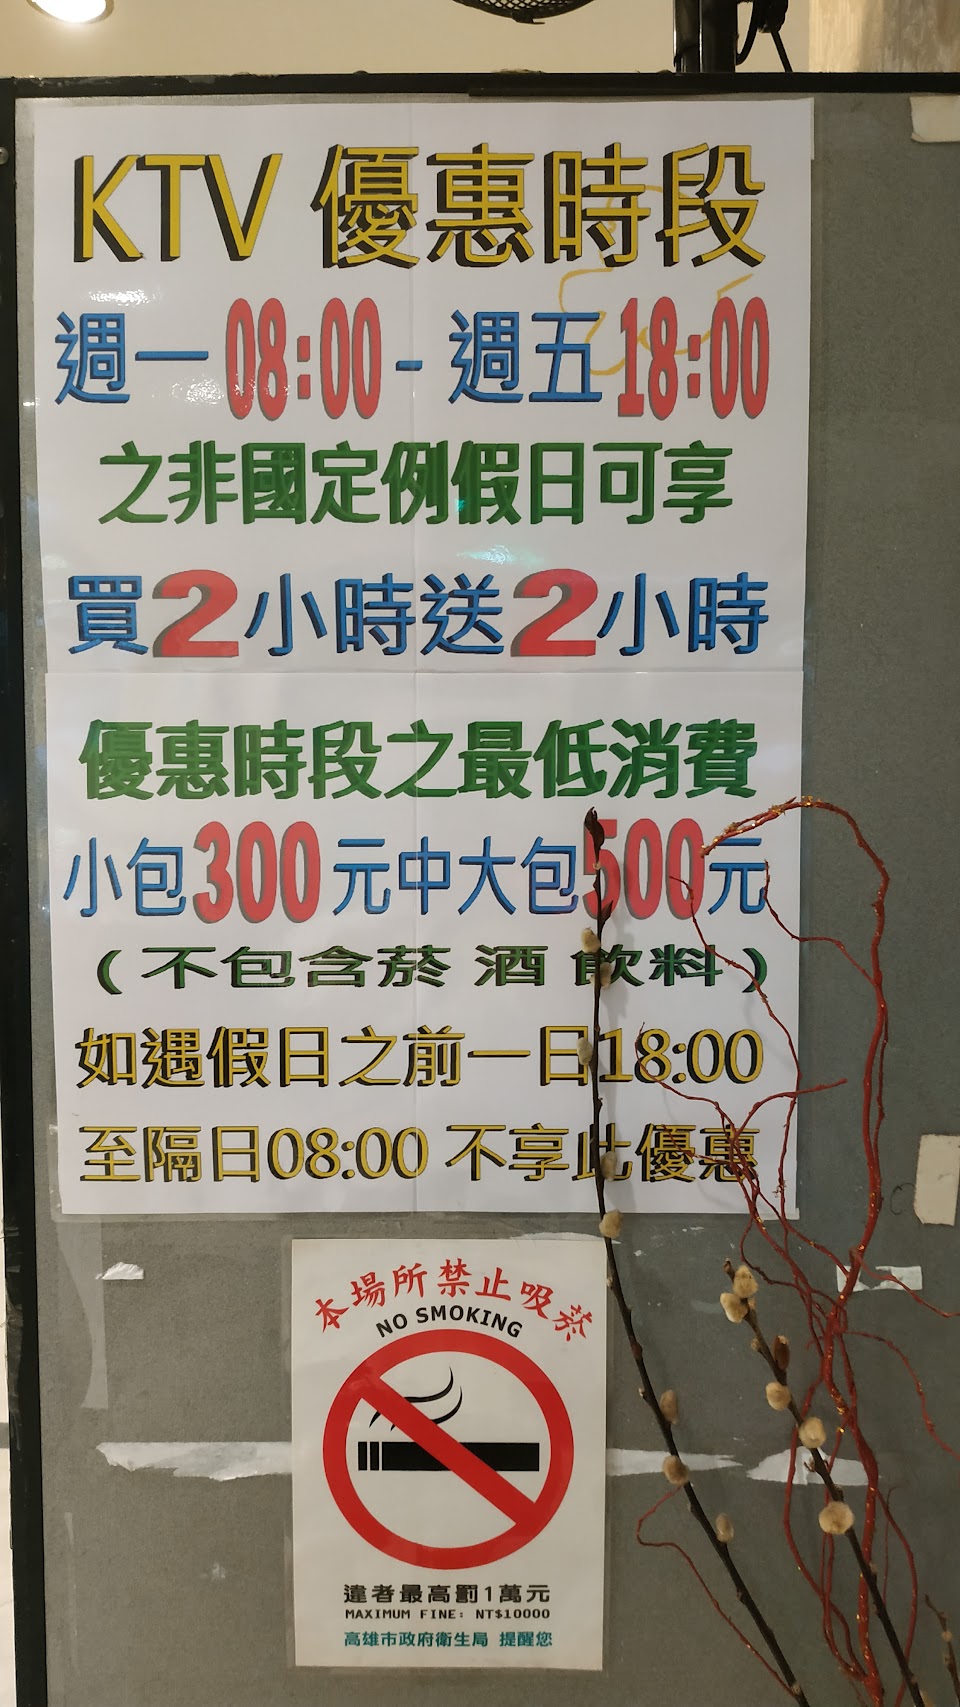 KTV 優惠時段
週一 08:00 - 週五 18:00
之非國定例假日可享
買2小時送2小時
優惠時段之最低消費
小包300元中大包500元
(不包含菸 酒 飲料)
如遇假日之前一日18:00
至隔日08:00 不享此優惠
本場所禁止吸菸
NO SMOKING
違者最高罰1萬元
MAXIMUM FINE: NT$10000
高雄市政府衛生局 提醒您